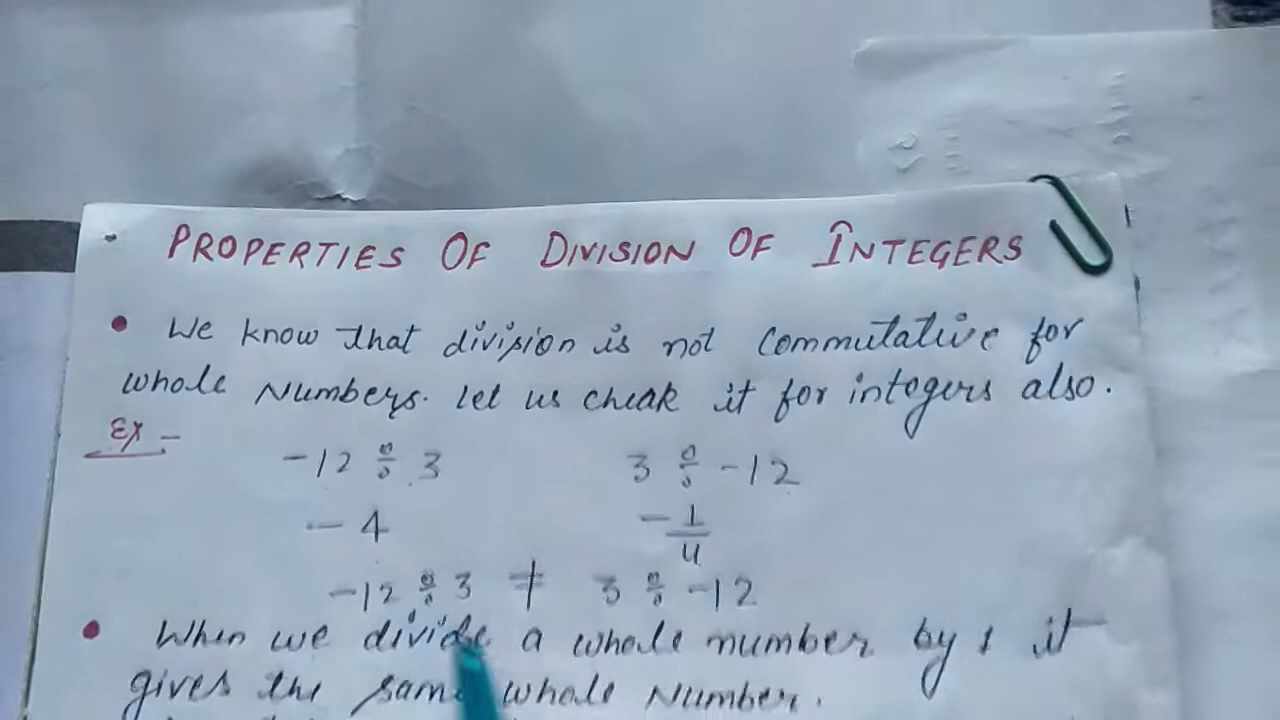 PROPERTIES OF DIVISION OF INTEGERS
• We know that division is not commutative for
whole Numbers. let us cheak it for integers also.
Ex -
-12 ÷ 3 3 ÷ -12
- 4 - 1/4
-12 ÷ 3 ≠ 3 ÷ -12
• When we divide a whole number by 1 it
gives the same whole Number.